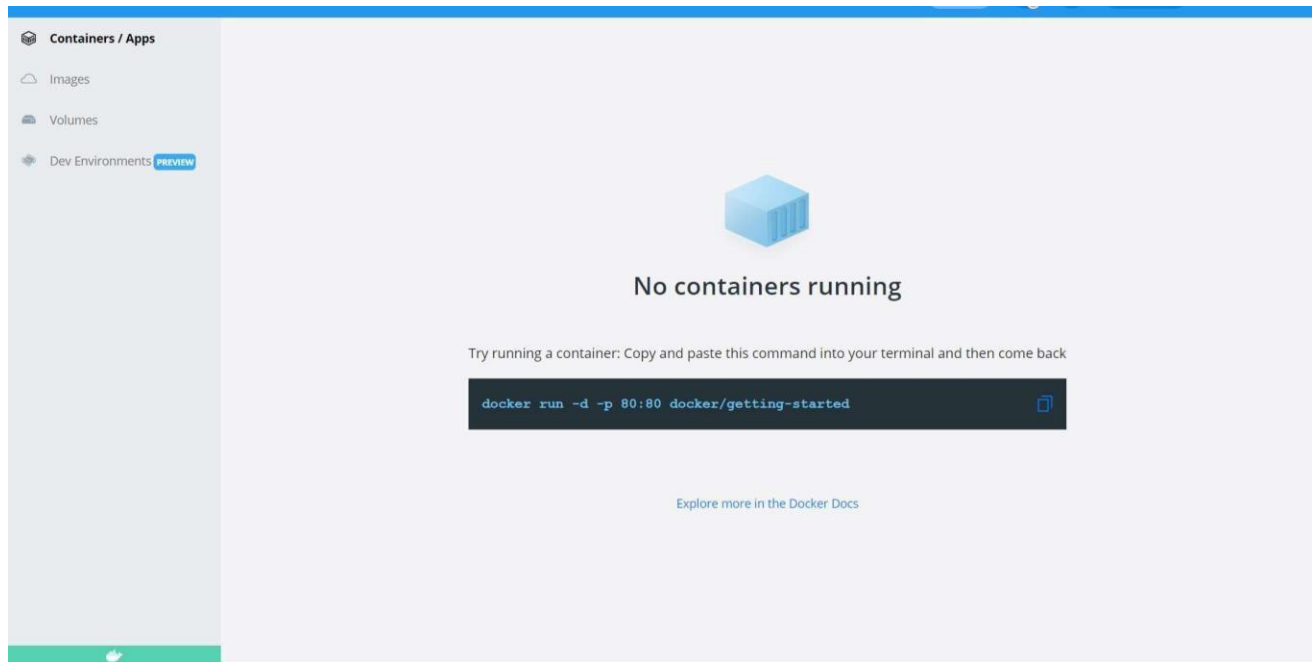 Containers / Apps
Images
Volumes
Dev Environments PREVIEW
No containers running
Try running a container: Copy and paste this command into your terminal and then come back
docker run -d -p 80:80 docker/getting-started
Explore more in the Docker Docs